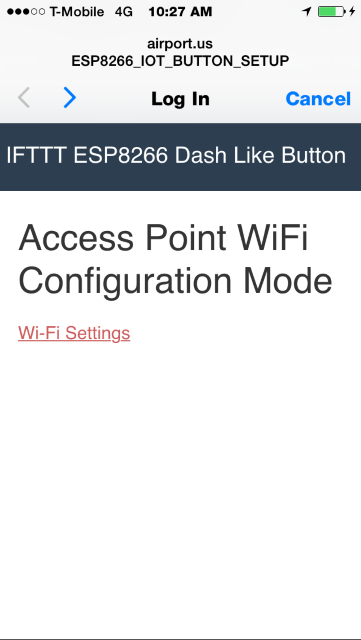 T-Mobile 4G 10:27 AM
airport.us
ESP8266_IOT_BUTTON_SETUP
Log In Cancel
IFTTT ESP8266 Dash Like Button
Access Point WiFi
Configuration Mode
Wi-Fi Settings